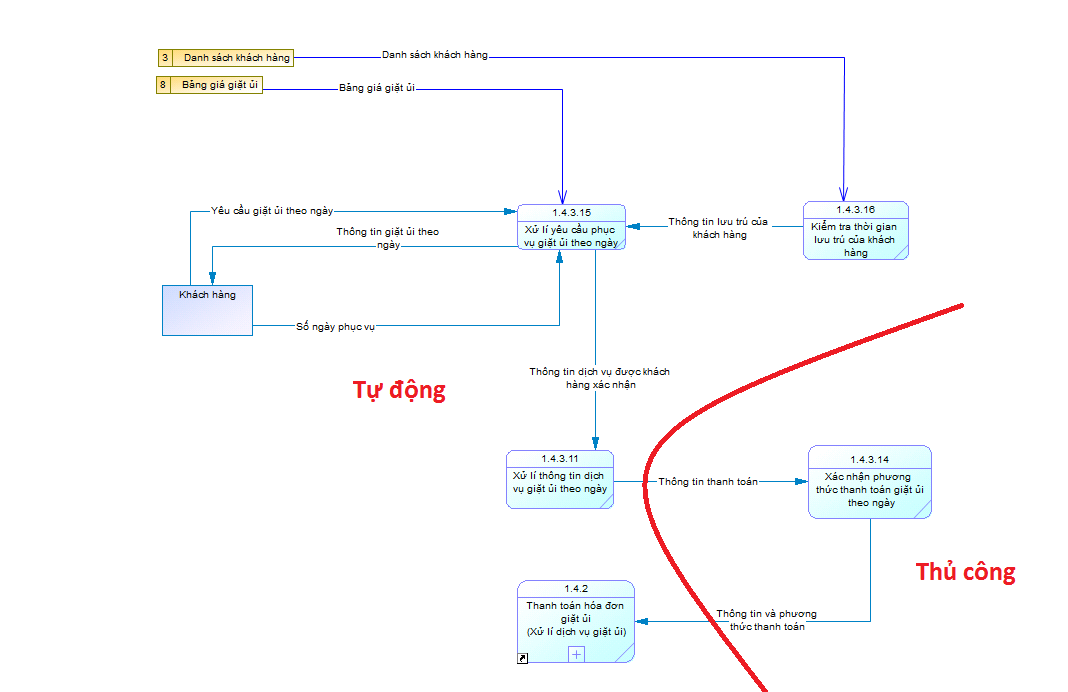 3 Danh sách khách hàng
Danh sách khách hàng
8 Bảng giá giặt ủi
Bảng giá giặt ủi
Yêu cầu giặt ủi theo ngày
1.4.3.15
Xử lí yêu cầu phục
vụ giặt ủi theo ngày
Thông tin lưu trú của
khách hàng
1.4.3.16
Kiểm tra thời gian
lưu trú của khách
hàng
Thông tin giặt ủi theo
ngày
Khách hàng
Số ngày phục vụ
Thông tin dịch vụ được khách
hàng xác nhận
Tự động
1.4.3.11
Xử lí thông tin dịch
vụ giặt ủi theo ngày
Thông tin thanh toán
1.4.3.14
Xác nhận phương
thức thanh toán giặt ủi
theo ngày
Thủ công
1.4.2
Thanh toán hóa đơn
giặt ủi
(Xử lí dịch vụ giặt ủi)
Thông tin và phương
thức thanh toán